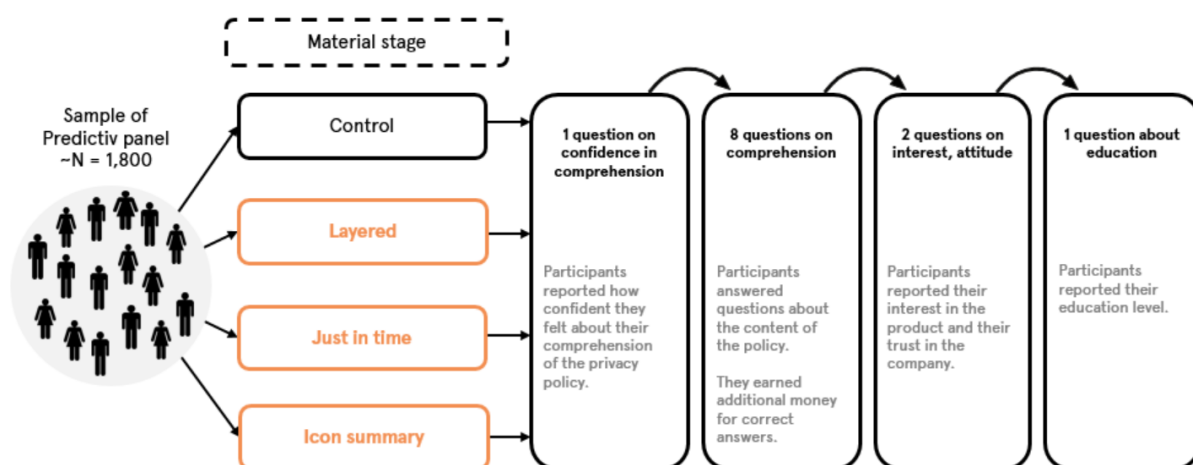 Material stage
Sample of
Predictiv panel
~N = 1,800
Control
Layered
Just in time
Icon summary
1 question on
confidence in
comprehension
Participants
reported how
confident they
felt about their
comprehension
of the privacy
policy.
8 questions on
comprehension
Participants
answered
questions about
the content of
the policy.
They earned
additional money
for correct
answers.
2 questions on
interest, attitude
Participants
reported their
interest in the
product and their
trust in the
company.
1 question about
education
Participants
reported their
education level.